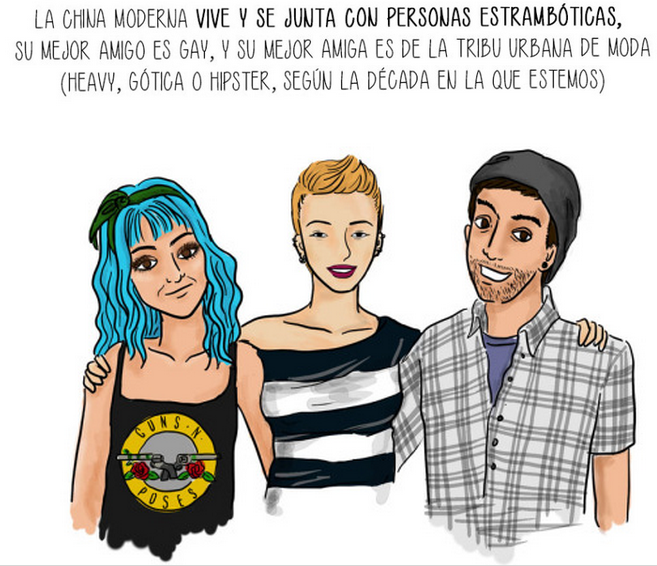 LA CHINA MODERNA VIVE Y SE JUNTA CON PERSONAS ESTRAMBÓTICAS,
SU MEJOR AMIGO ES GAY, Y SU MEJOR AMIGA ES DE LA TRIBU URBANA DE MODA
(HEAVY, GÓTICA O HIPSTER, SEGÚN LA DÉCADA EN LA QUE ESTEMOS)
GUNS·N·
POSES